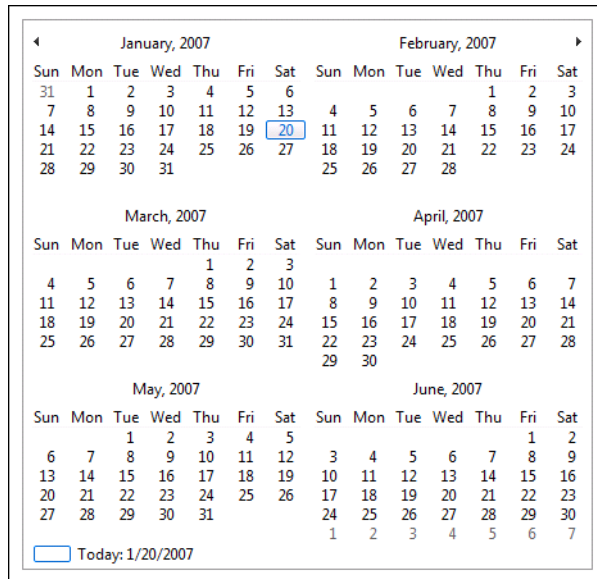 January, 2007
Sun Mon Tue Wed Thu Fri Sat
31 1 2 3 4 5 6
7 8 9 10 11 12 13
14 15 16 17 18 19 20
21 22 23 24 25 26 27
28 29 30 31
February, 2007
Sun Mon Tue Wed Thu Fri Sat
1 2 3
4 5 6 7 8 9 10
11 12 13 14 15 16 17
18 19 20 21 22 23 24
25 26 27 28
March, 2007
Sun Mon Tue Wed Thu Fri Sat
1 2 3
4 5 6 7 8 9 10
11 12 13 14 15 16 17
18 19 20 21 22 23 24
25 26 27 28 29 30 31
April, 2007
Sun Mon Tue Wed Thu Fri Sat
1 2 3 4 5 6 7
8 9 10 11 12 13 14
15 16 17 18 19 20 21
22 23 24 25 26 27 28
29 30
May, 2007
Sun Mon Tue Wed Thu Fri Sat
1 2 3 4 5
6 7 8 9 10 11 12
13 14 15 16 17 18 19
20 21 22 23 24 25 26
27 28 29 30 31
June, 2007
Sun Mon Tue Wed Thu Fri Sat
1 2
3 4 5 6 7 8 9
10 11 12 13 14 15 16
17 18 19 20 21 22 23
24 25 26 27 28 29 30
1 2 3 4 5 6 7
Today: 1/20/2007